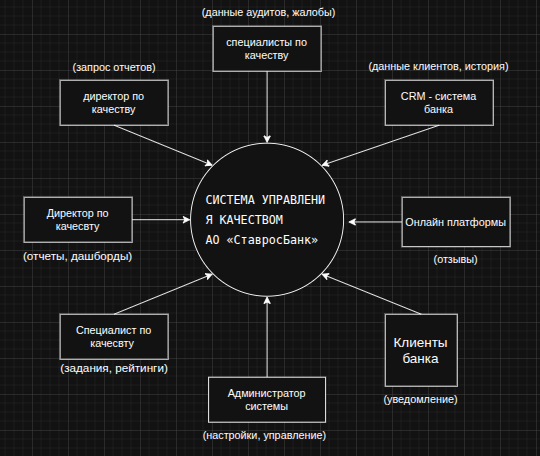 (данные аудитов, жалобы)
специалисты по
качеству
(запрос отчетов)
(данные клиентов, история)
директор по
качеству
CRM - система
банка
СИСТЕМА УПРАВЛЕНИ
Я КАЧЕСТВОМ
АО «СтавросБанк»
Директор по
качесвту
(отчеты, дашборды)
Онлайн платформы
(отзывы)
Специалист по
качесвту
(задания, рейтинги)
Клиенты
банка
(уведомление)
Администратор
системы
(настройки, управление)